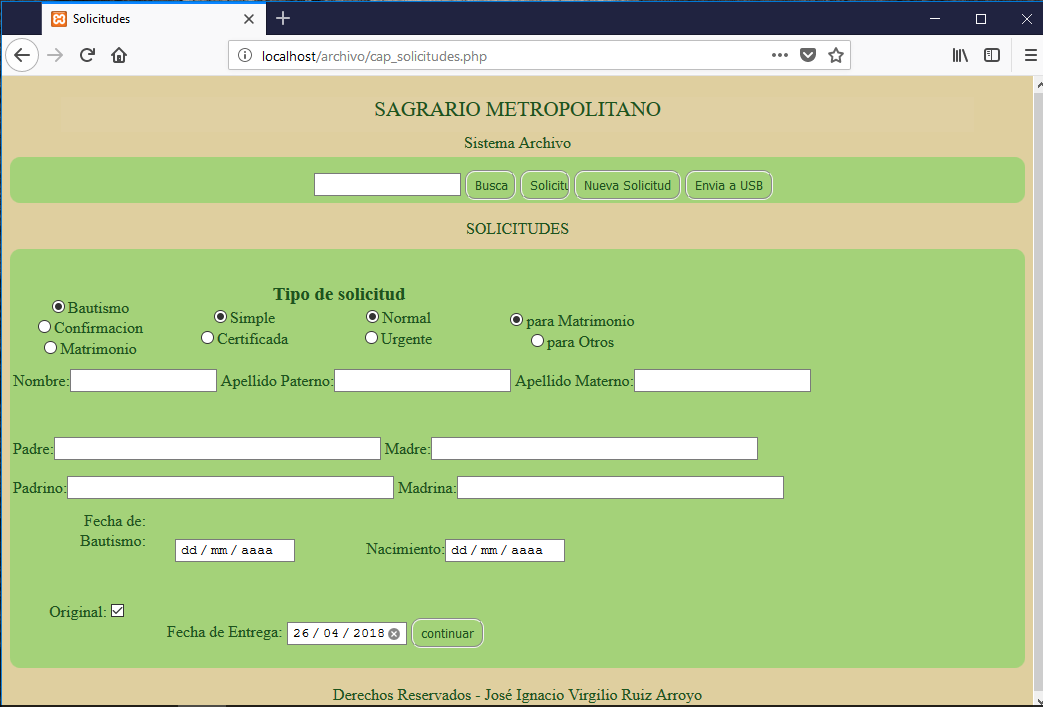 Solicitudes
localhost/archivo/cap_solicitudes.php
SAGRARIO METROPOLITANO
Sistema Archivo
Busca Solicitu Nueva Solicitud Envia a USB
SOLICITUDES
Tipo de solicitud
Bautismo Simple Normal para Matrimonio
Confirmacion Certificada Urgente para Otros
Matrimonio
Nombre: Apellido Paterno: Apellido Materno:
Padre: Madre:
Padrino: Madrina:
Fecha de:
Bautismo: dd / mm / aaaa Nacimiento: dd / mm / aaaa
Original:
Fecha de Entrega: 26 / 04 / 2018 continuar
Derechos Reservados - José Ignacio Virgilio Ruiz Arroyo